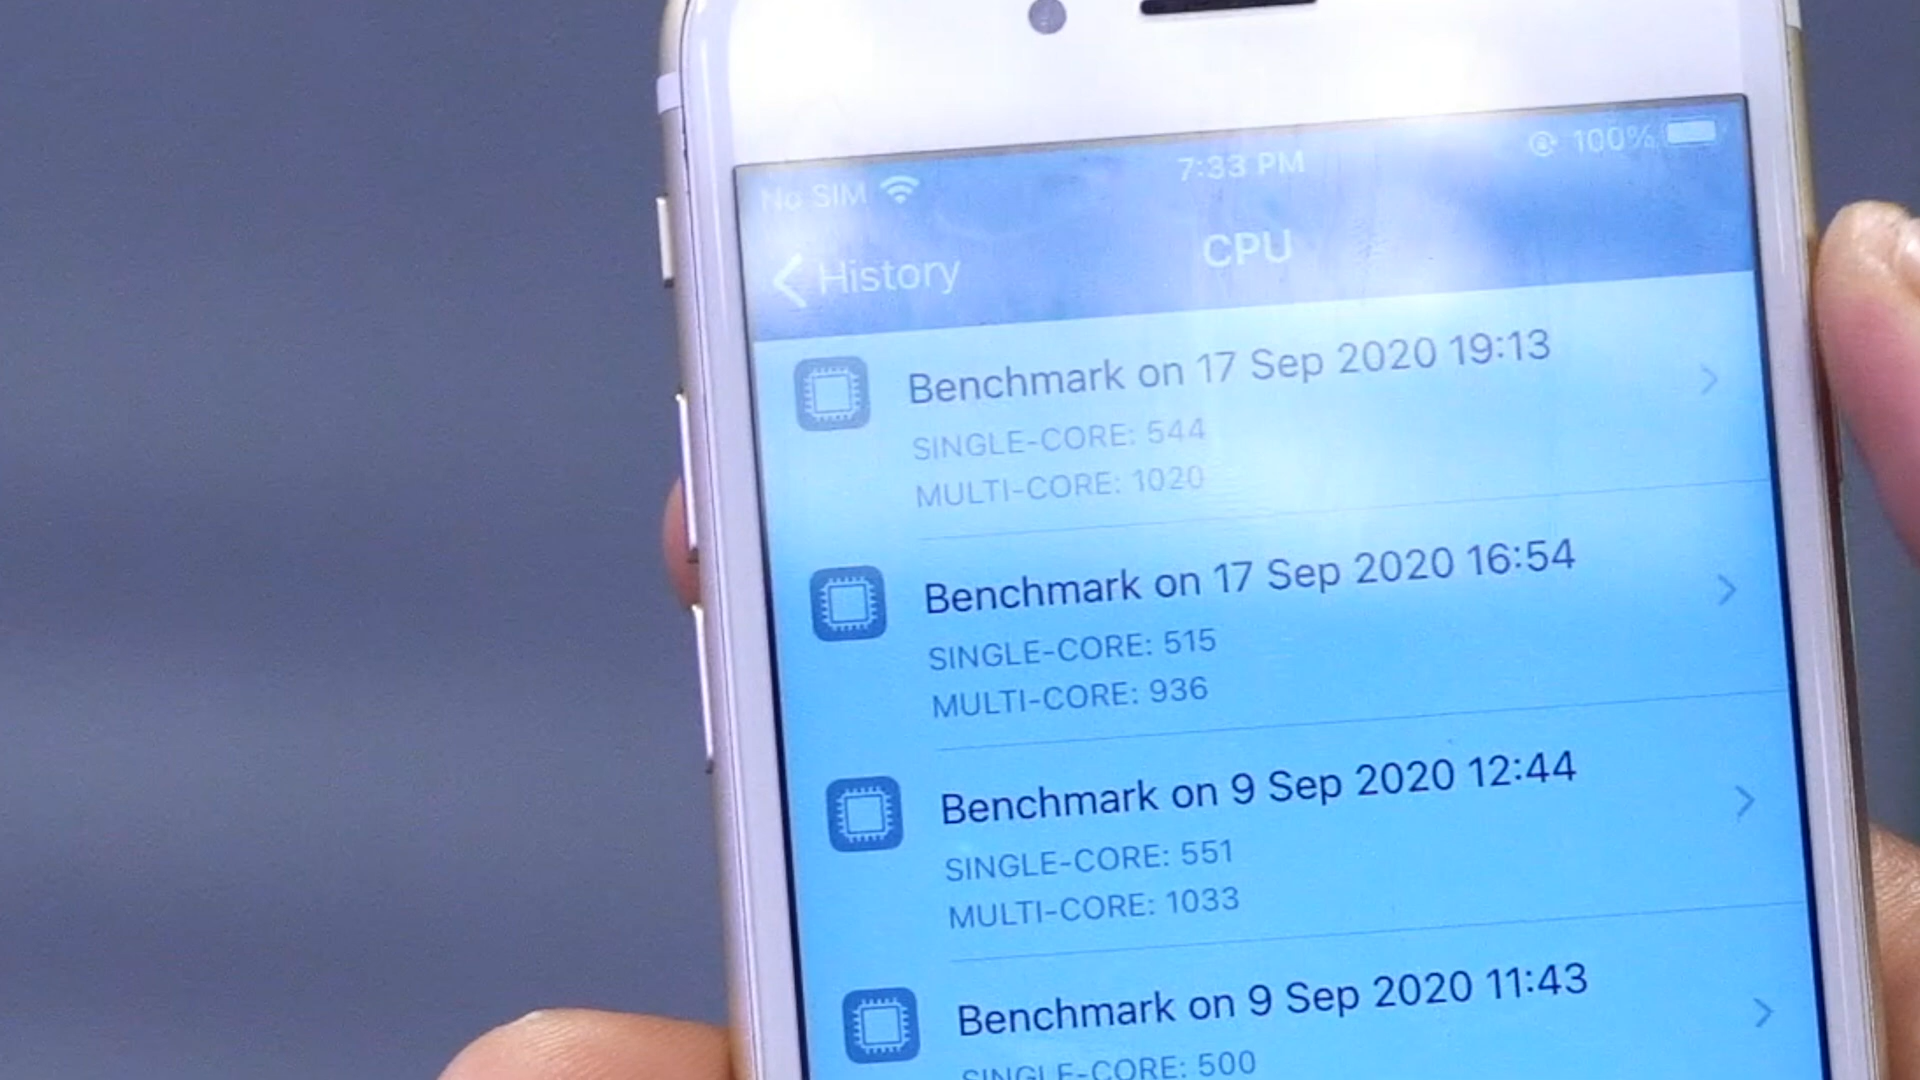 No SIM 7:33 PM 100%
History CPU
Benchmark on 17 Sep 2020 19:13
SINGLE-CORE: 544
MULTI-CORE: 1020
Benchmark on 17 Sep 2020 16:54
SINGLE-CORE: 515
MULTI-CORE: 936
Benchmark on 9 Sep 2020 12:44
SINGLE-CORE: 551
MULTI-CORE: 1033
Benchmark on 9 Sep 2020 11:43
SINGLE-CORE: 500